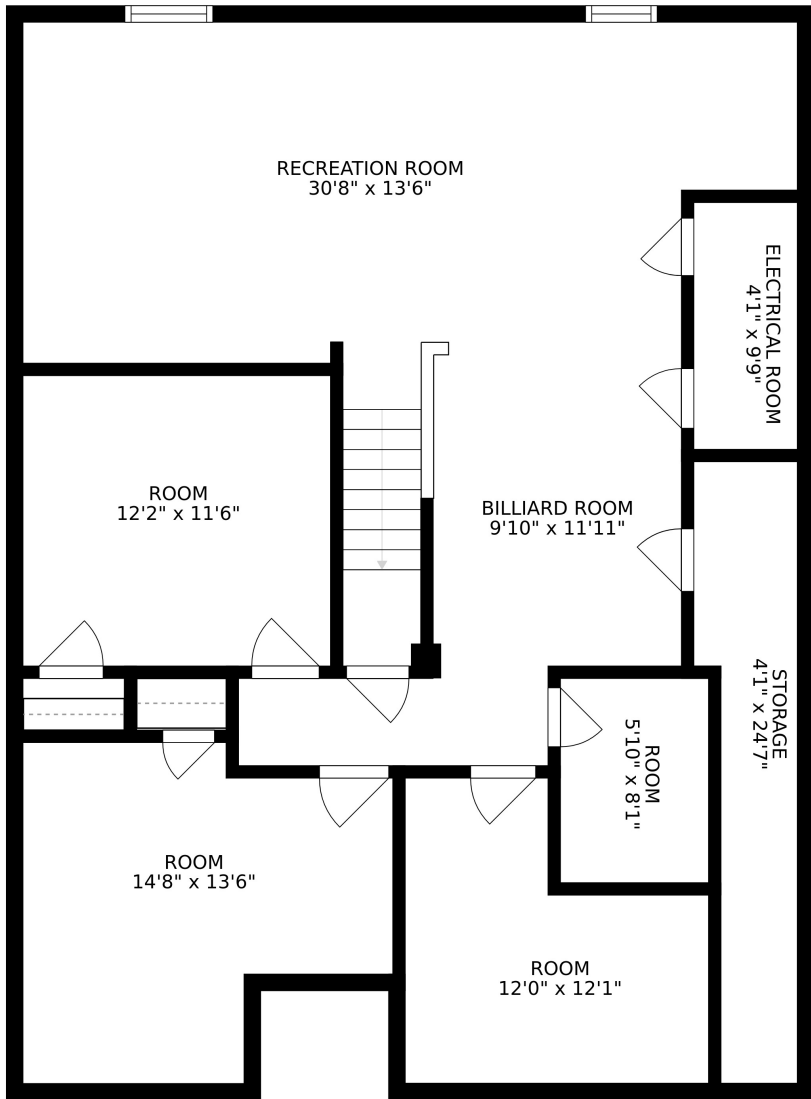 RECREATION ROOM
30'8" x 13'6"
ELECTRICAL ROOM
4'1" x 9'9"
ROOM
12'2" x 11'6"
BILLIARD ROOM
9'10" x 11'11"
STORAGE
4'1" x 24'7"
ROOM
5'10" x 8'1"
ROOM
14'8" x 13'6"
ROOM
12'0" x 12'1"